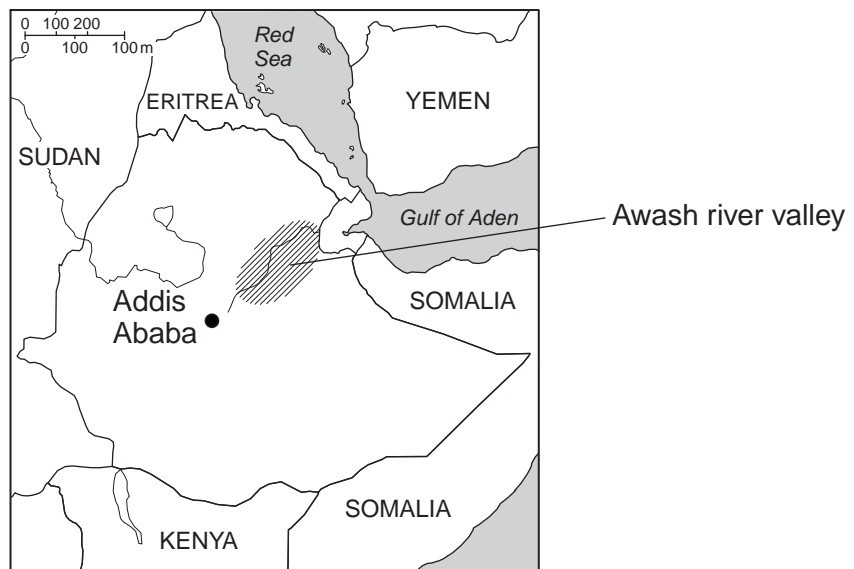 0 100 200
0 100 100 m
Red
Sea
ERITREA
YEMEN
SUDAN
Gulf of Aden
Awash river valley
Addis
Ababa
SOMALIA
SOMALIA
KENYA